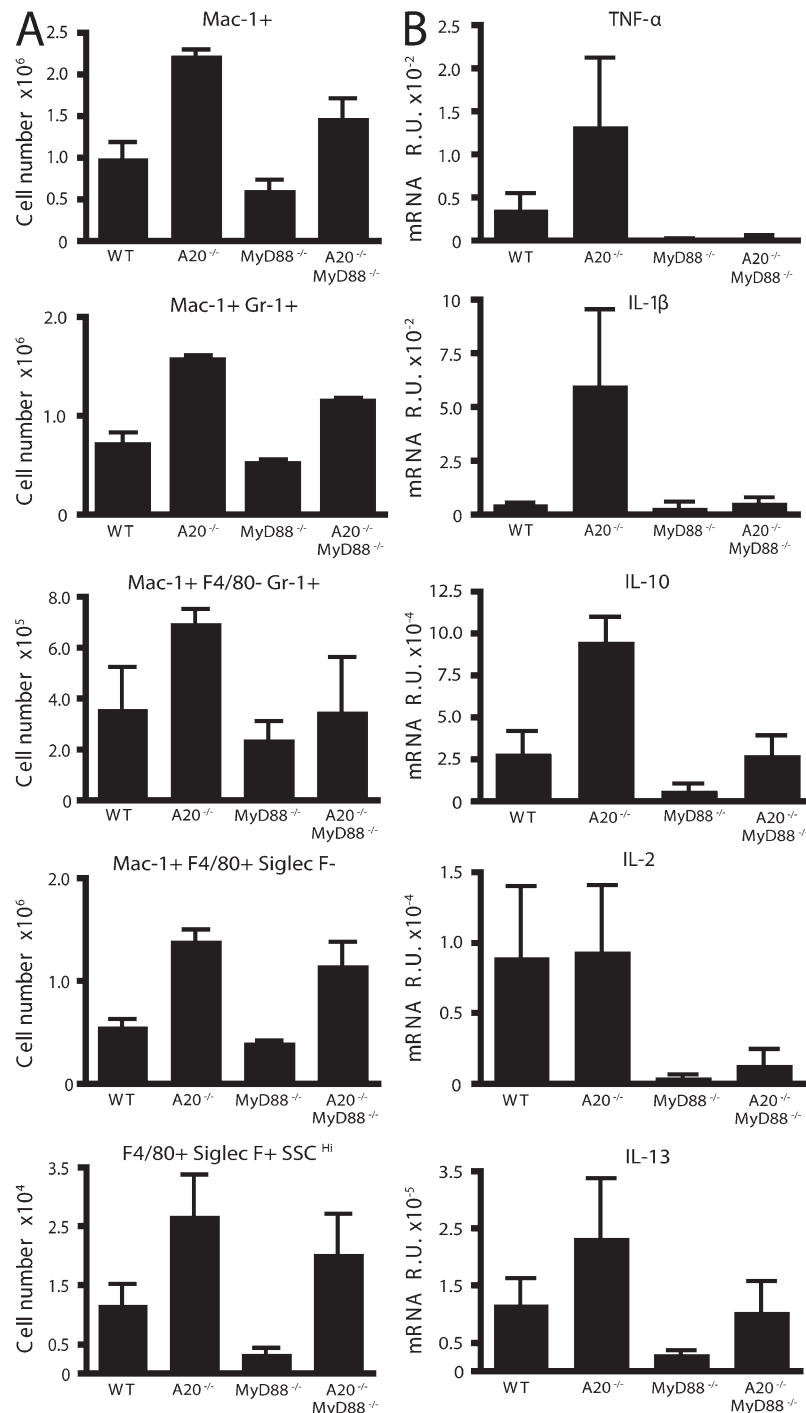 A
Mac-1+
Cell number x10⁶
2.5
2.0
1.5
1.0
0.5
0
WT
A20⁻/⁻
MyD88⁻/⁻
A20⁻/⁻
MyD88⁻/⁻
Mac-1+ Gr-1+
Cell number x10⁶
2.0
1.0
0
WT
A20⁻/⁻
MyD88⁻/⁻
A20⁻/⁻
MyD88⁻/⁻
Mac-1+ F4/80- Gr-1+
Cell number x10⁵
8.0
6.0
4.0
2.0
0
WT
A20⁻/⁻
MyD88⁻/⁻
A20⁻/⁻
MyD88⁻/⁻
Mac-1+ F4/80+ Siglec F-
Cell number x10⁶
2.0
1.0
0
WT
A20⁻/⁻
MyD88⁻/⁻
A20⁻/⁻
MyD88⁻/⁻
F4/80+ Siglec F+ SSC Hi
Cell number x10⁴
3.5
2.5
1.5
0.5
0
WT
A20⁻/⁻
MyD88⁻/⁻
A20⁻/⁻
MyD88⁻/⁻
B
TNF-α
mRNA R.U. x10⁻²
2.5
1.5
1.0
0.5
0
WT
A20⁻/⁻
MyD88⁻/⁻
A20⁻/⁻
MyD88⁻/⁻
IL-1β
mRNA R.U. x10⁻²
10
7.5
5.0
2.5
0
WT
A20⁻/⁻
MyD88⁻/⁻
A20⁻/⁻
MyD88⁻/⁻
IL-10
mRNA R.U. x10⁻⁴
12.5
10.0
7.5
5.0
2.5
0
WT
A20⁻/⁻
MyD88⁻/⁻
A20⁻/⁻
MyD88⁻/⁻
IL-2
mRNA R.U. x10⁻⁴
1.5
1.0
0.5
0
WT
A20⁻/⁻
MyD88⁻/⁻
A20⁻/⁻
MyD88⁻/⁻
IL-13
mRNA R.U. x10⁻⁵
3.5
2.5
1.5
0.5
0
WT
A20⁻/⁻
MyD88⁻/⁻
A20⁻/⁻
MyD88⁻/⁻